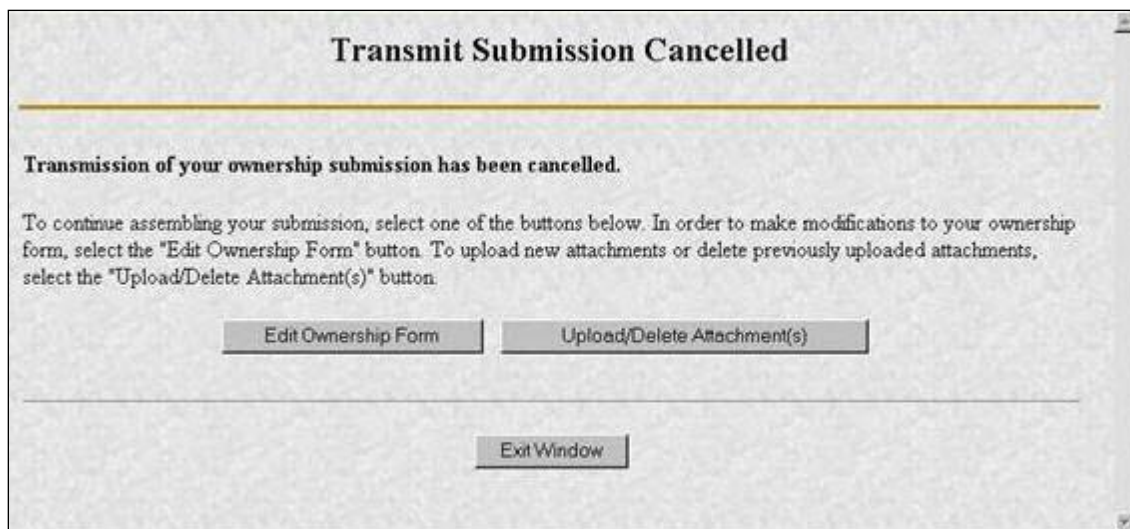 Transmit Submission Cancelled
Transmission of your ownership submission has been cancelled.
To continue assembling your submission, select one of the buttons below. In order to make modifications to your ownership
form, select the "Edit Ownership Form" button. To upload new attachments or delete previously uploaded attachments,
select the "Upload/Delete Attachment(s)" button.
Edit Ownership Form Upload/Delete Attachment(s)
Exit Window